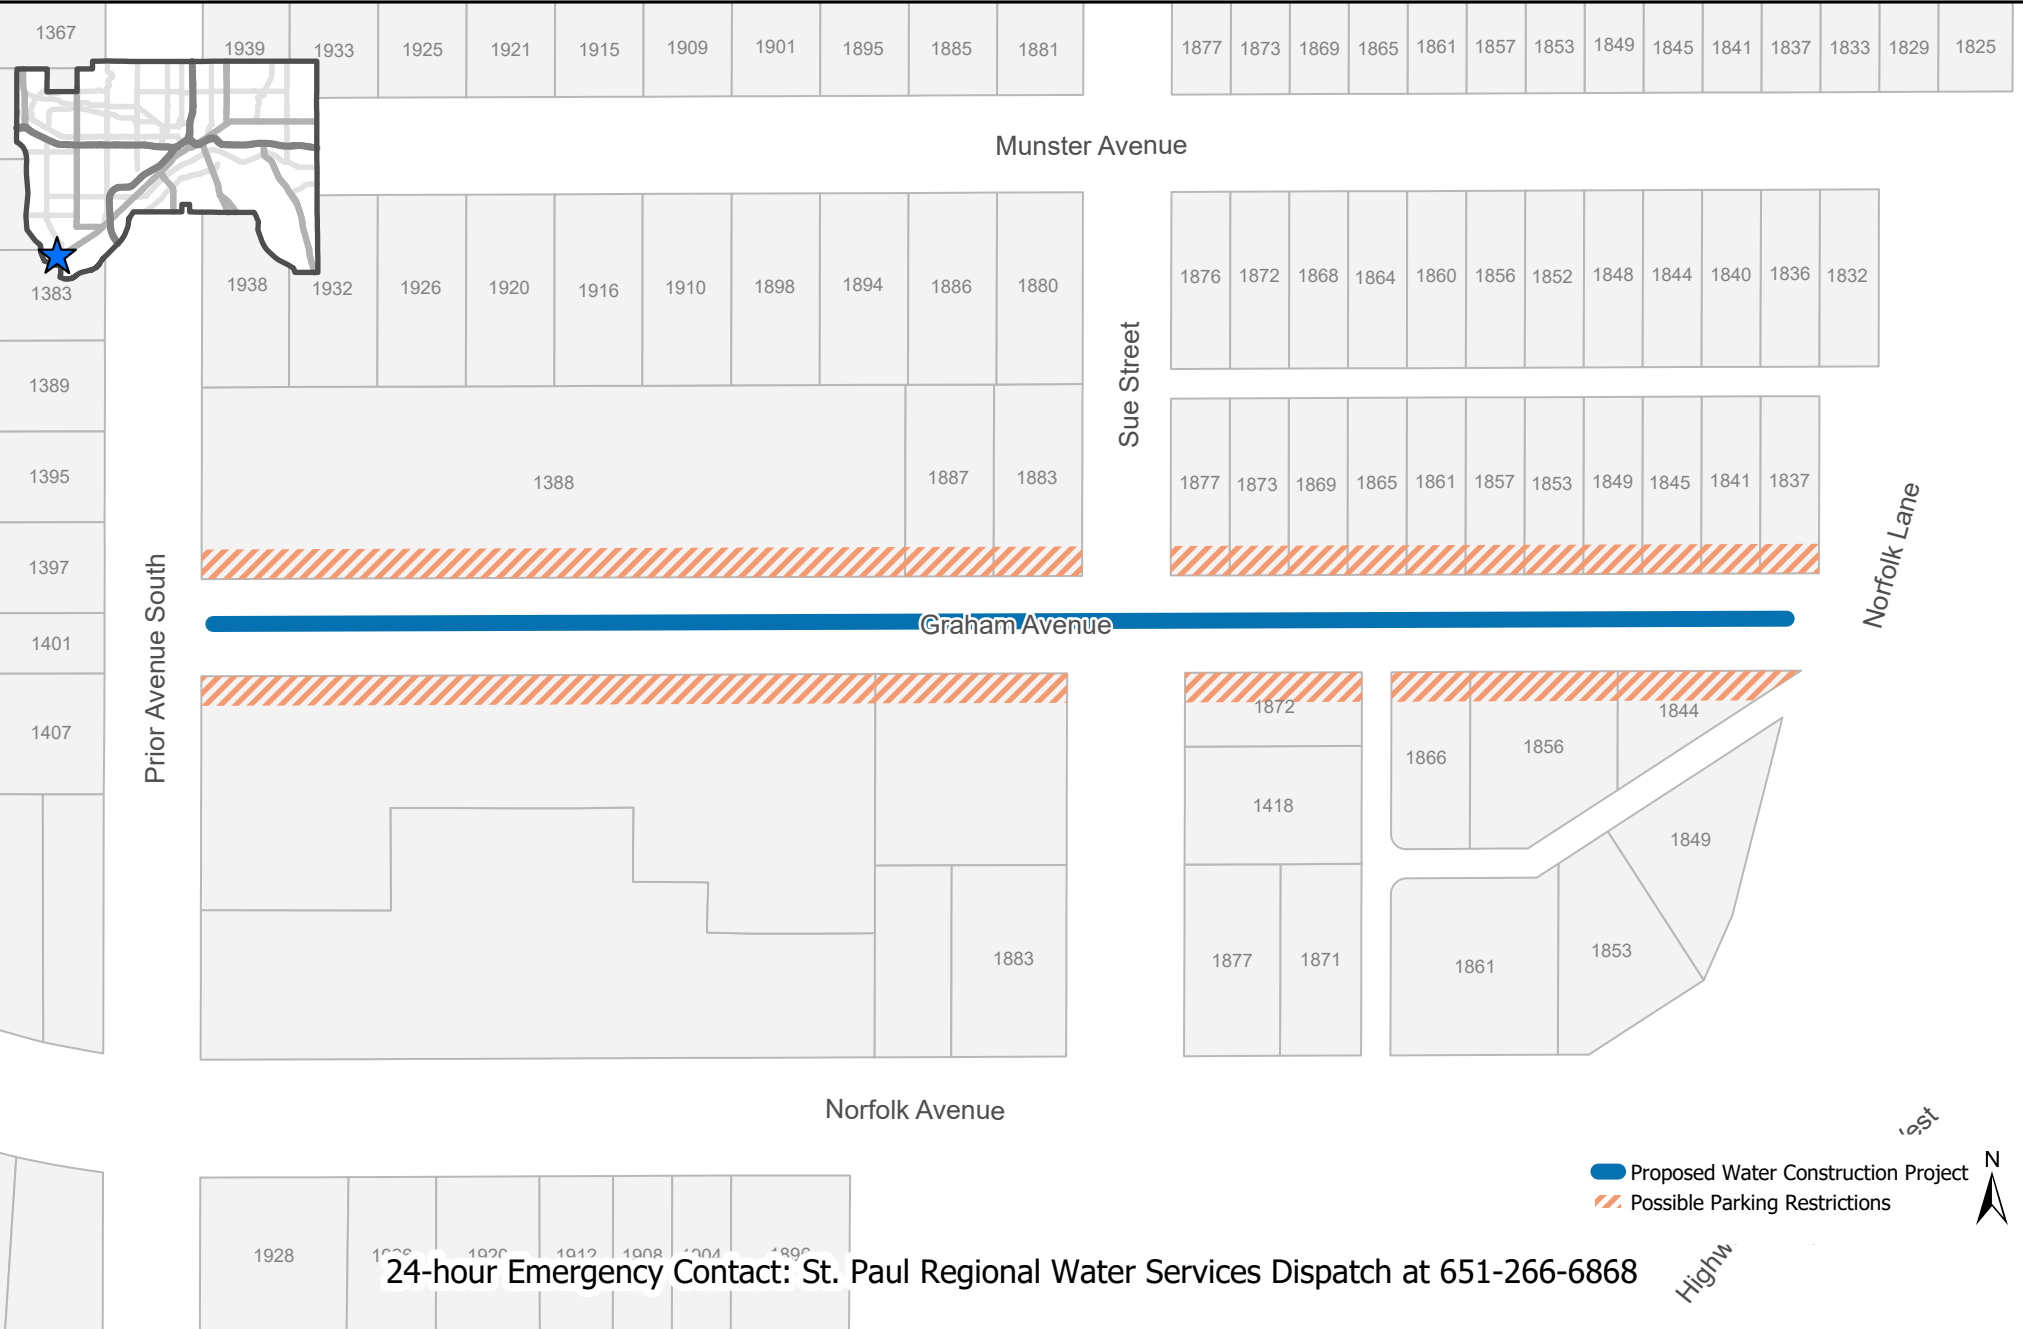 1367
1939 1933 1925 1921 1915 1909 1901 1895 1885 1881
1877 1873 1869 1865 1861 1857 1853 1849 1845 1841 1837 1833 1829 1825
Munster Avenue
1383
1938 1932 1926 1920 1916 1910 1898 1894 1886 1880
1876 1872 1868 1864 1860 1856 1852 1848 1844 1840 1836 1832
Sue Street
1389
1395
1388 1887 1883
1877 1873 1869 1865 1861 1857 1853 1849 1845 1841 1837
Norfolk Lane
1397
Prior Avenue South
1401
Graham Avenue
1407
1872
1866 1856 1844
1418
1849
1883
1877 1871
1861 1853
Norfolk Avenue
Proposed Water Construction Project
N
Possible Parking Restrictions
1928 1920 1912 1908 1904
24-hour Emergency Contact: St. Paul Regional Water Services Dispatch at 651-266-6868